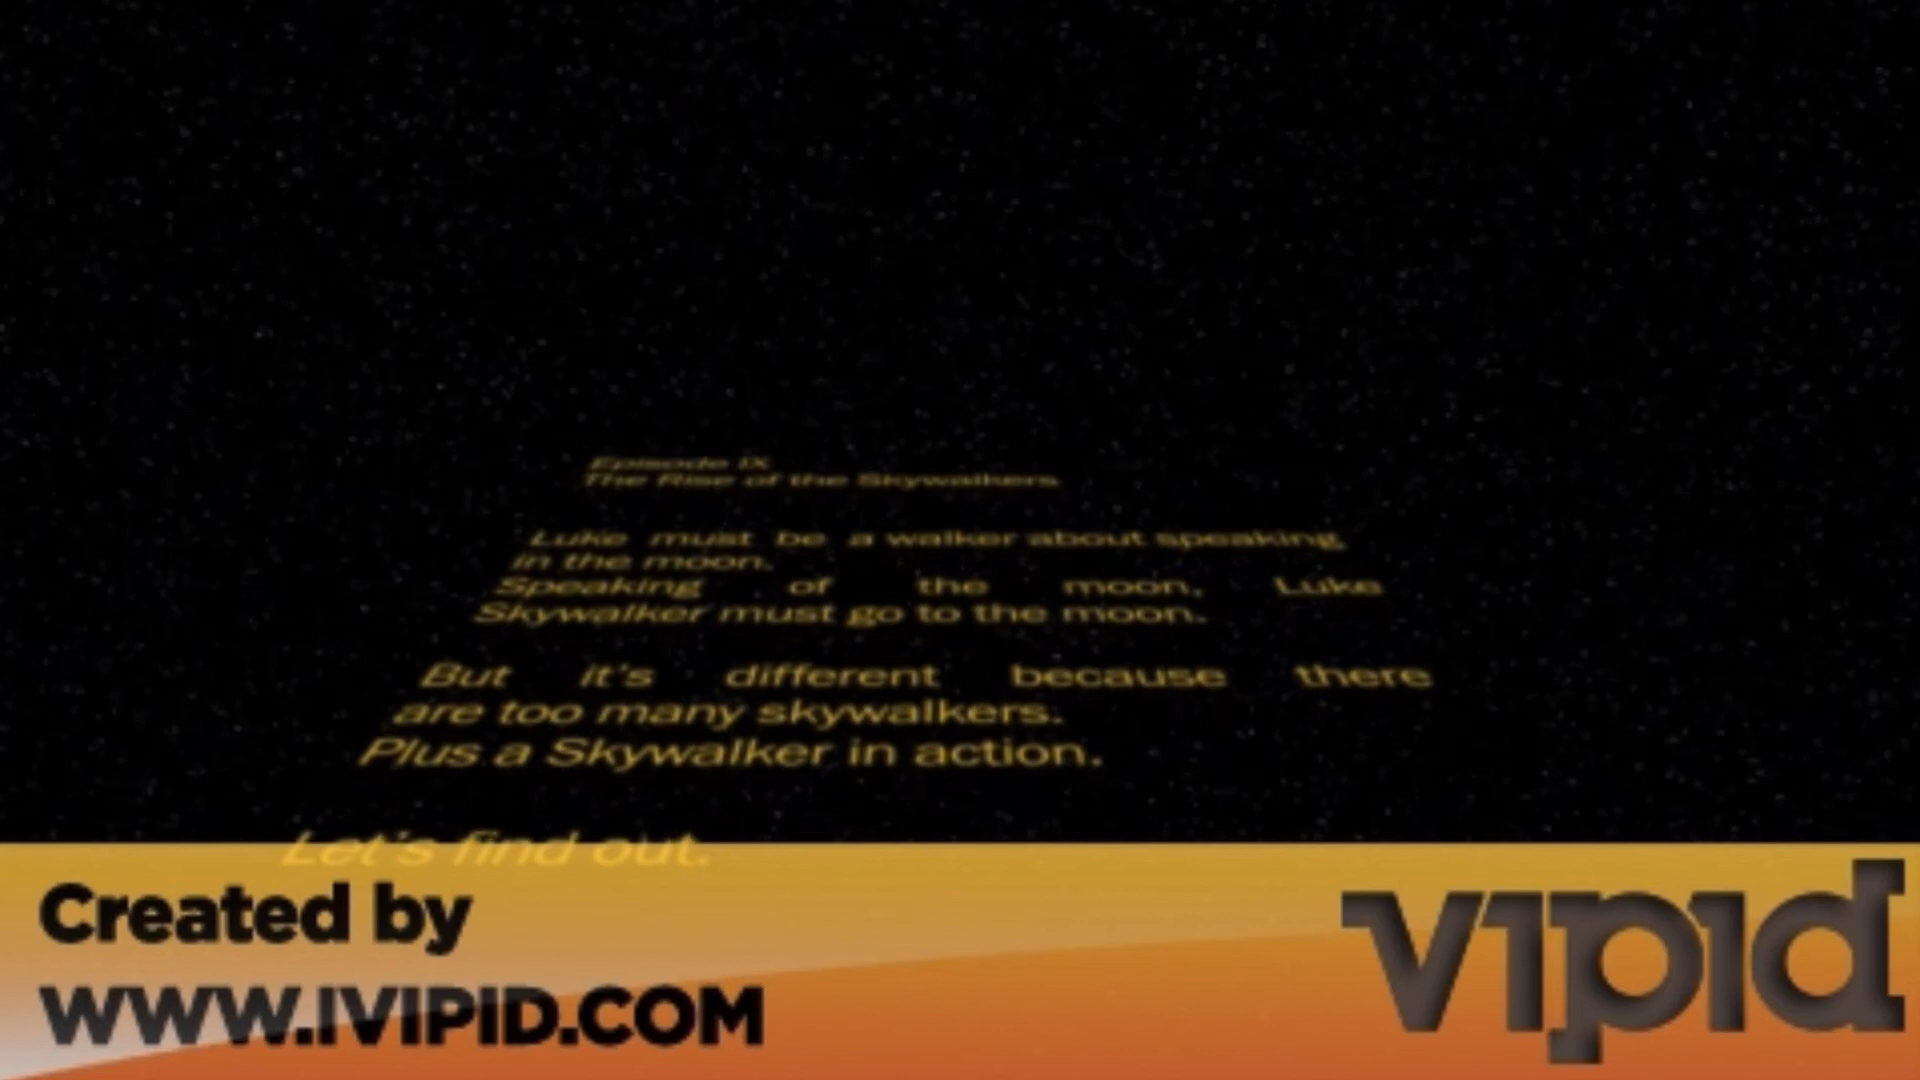 Episode IX
The Rise of the Skywalkers
Luke must be a walker about speaking
in the moon.
Speaking of the moon, Luke
Skywalker must go to the moon.
But it's different because there
are too many skywalkers.
Plus a Skywalker in action.
Let's find out.
Created by
WWW.IVIPID.COM
vipid